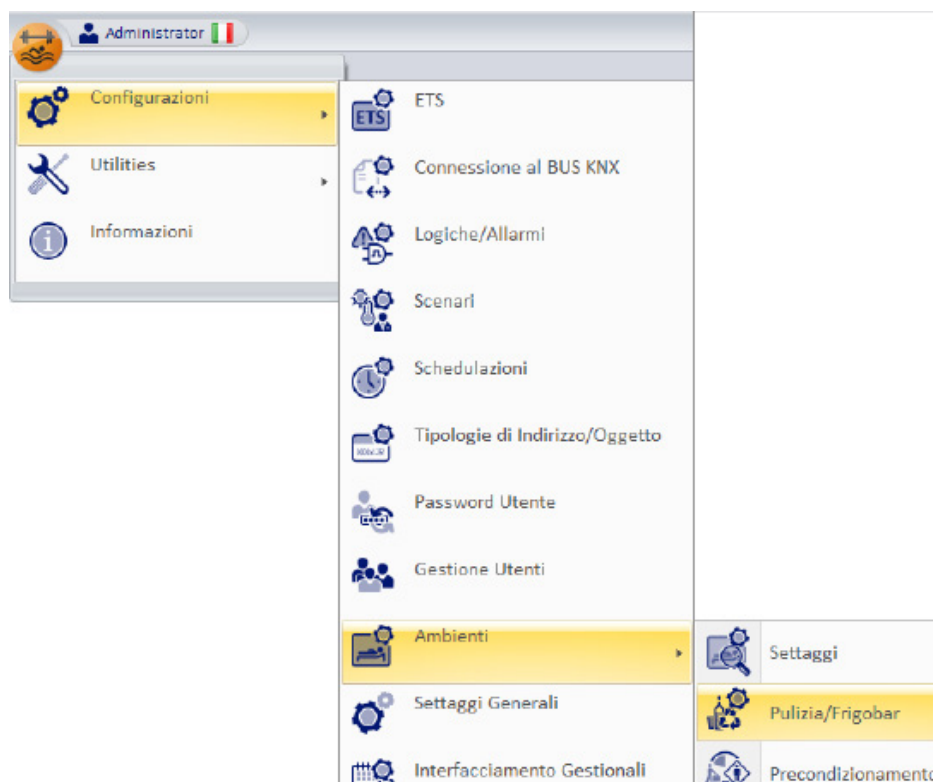 Administrator
Configurazioni
Utilities
Informazioni
ETS
ETS
Connessione al BUS KNX
Logiche/Allarmi
Scenari
Schedulazioni
Tipologie di Indirizzo/Oggetto
Password Utente
Gestione Utenti
Ambienti
Settaggi
Settaggi Generali
Pulizia/Frigobar
Interfacciamento Gestionali
Precondizionamento